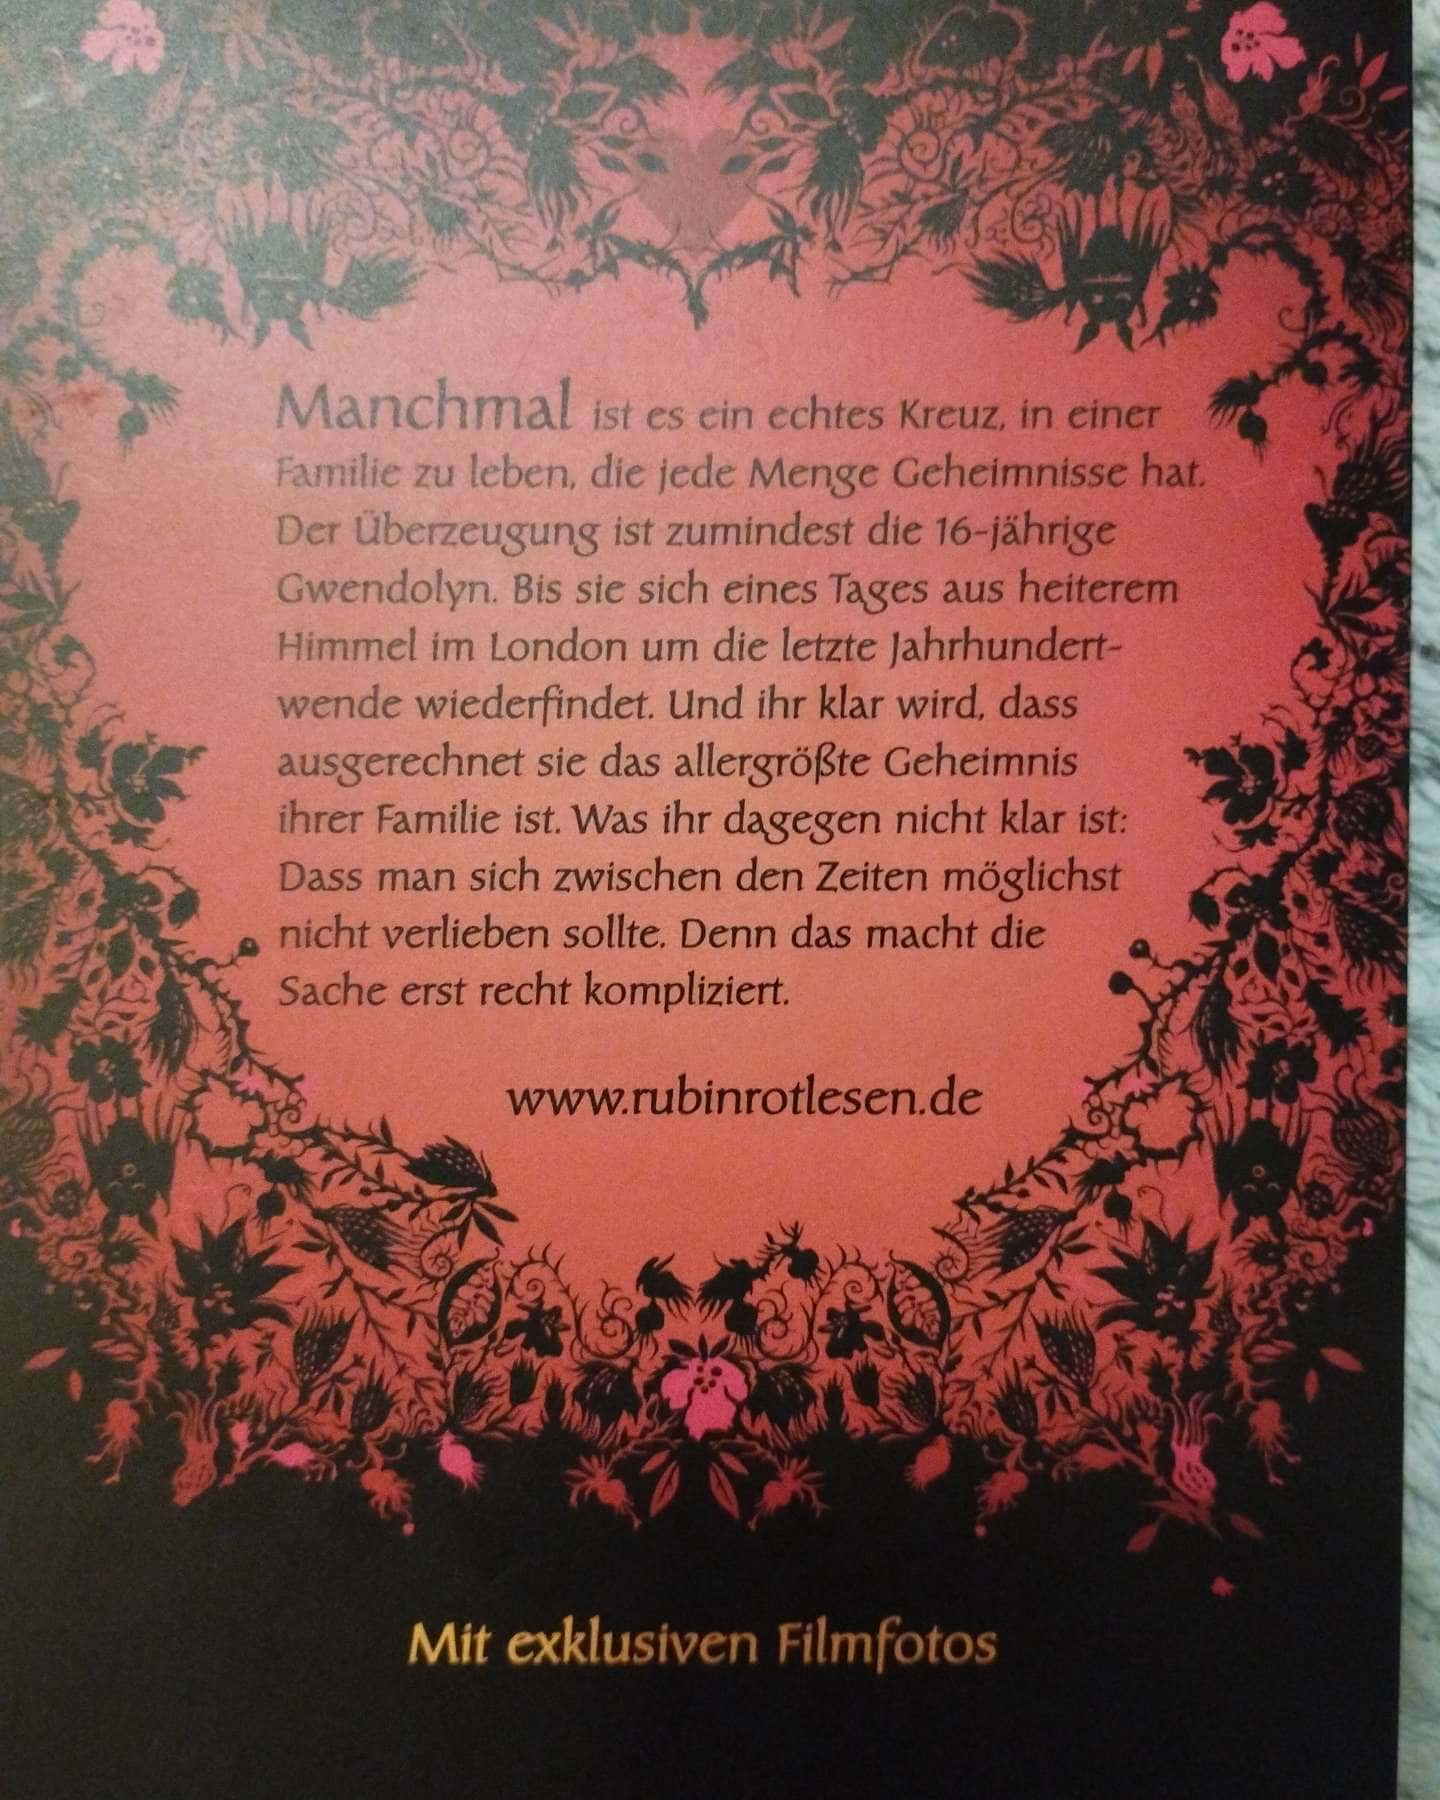 Manchmal ist es ein echtes Kreuz, in einer
Familie zu leben, die jede Menge Geheimnisse hat.
Der Überzeugung ist zumindest die 16-jährige
Gwendolyn. Bis sie sich eines Tages aus heiterem
Himmel im London um die letzte Jahrhundert-
wende wiederfindet. Und ihr klar wird, dass
ausgerechnet sie das allergrößte Geheimnis
ihrer Familie ist. Was ihr dagegen nicht klar ist:
Dass man sich zwischen den Zeiten möglichst
nicht verlieben sollte. Denn das macht die
Sache erst recht kompliziert.
www.rubinrotlesen.de
Mit exklusiven Filmfotos